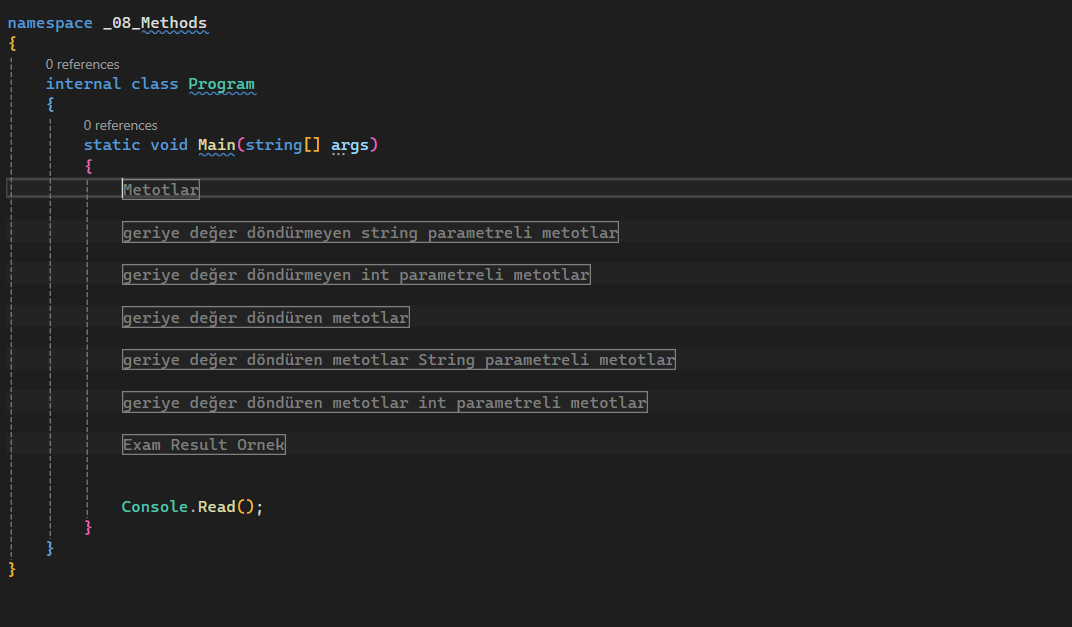 namespace _08_Methods
{
0 references
internal class Program
{
0 references
static void Main(string[] args)
{
Metotlar
geriye değer döndürmeyen string parametreli metotlar
geriye değer döndürmeyen int parametreli metotlar
geriye değer döndüren metotlar
geriye değer döndüren metotlar String parametreli metotlar
geriye değer döndüren metotlar int parametreli metotlar
Exam Result Ornek
Console.Read();
}
}
}